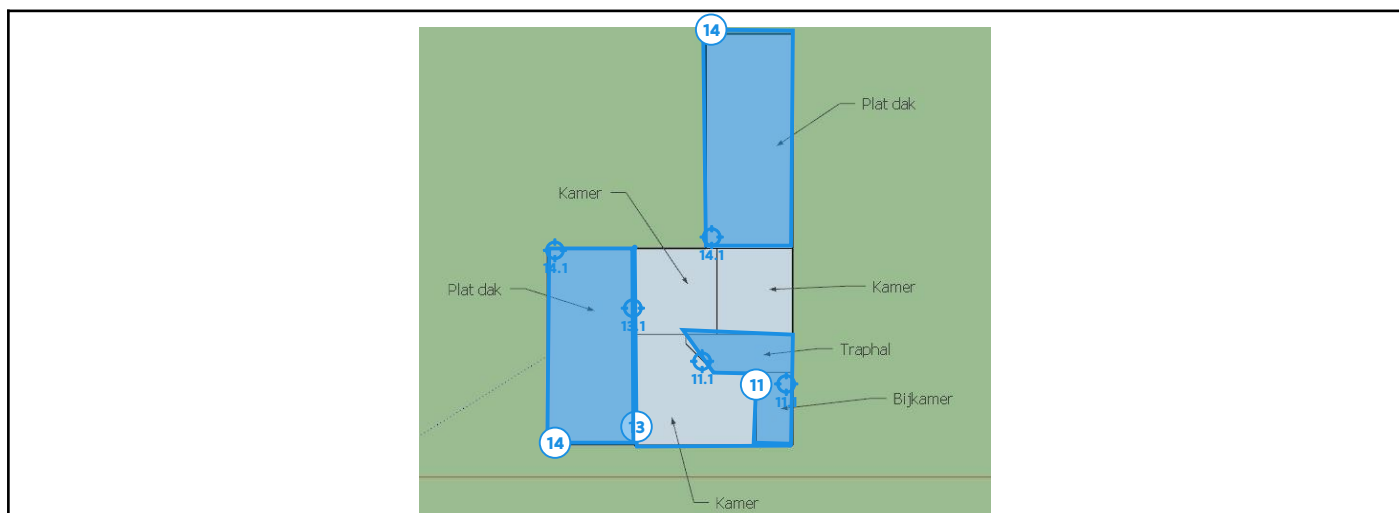 14
Plat dak
Kamer
14.1
14.1
Kamer
Plat dak
13.1
Traphal
11.1
11
11.1
Bijkamer
13
14
Kamer